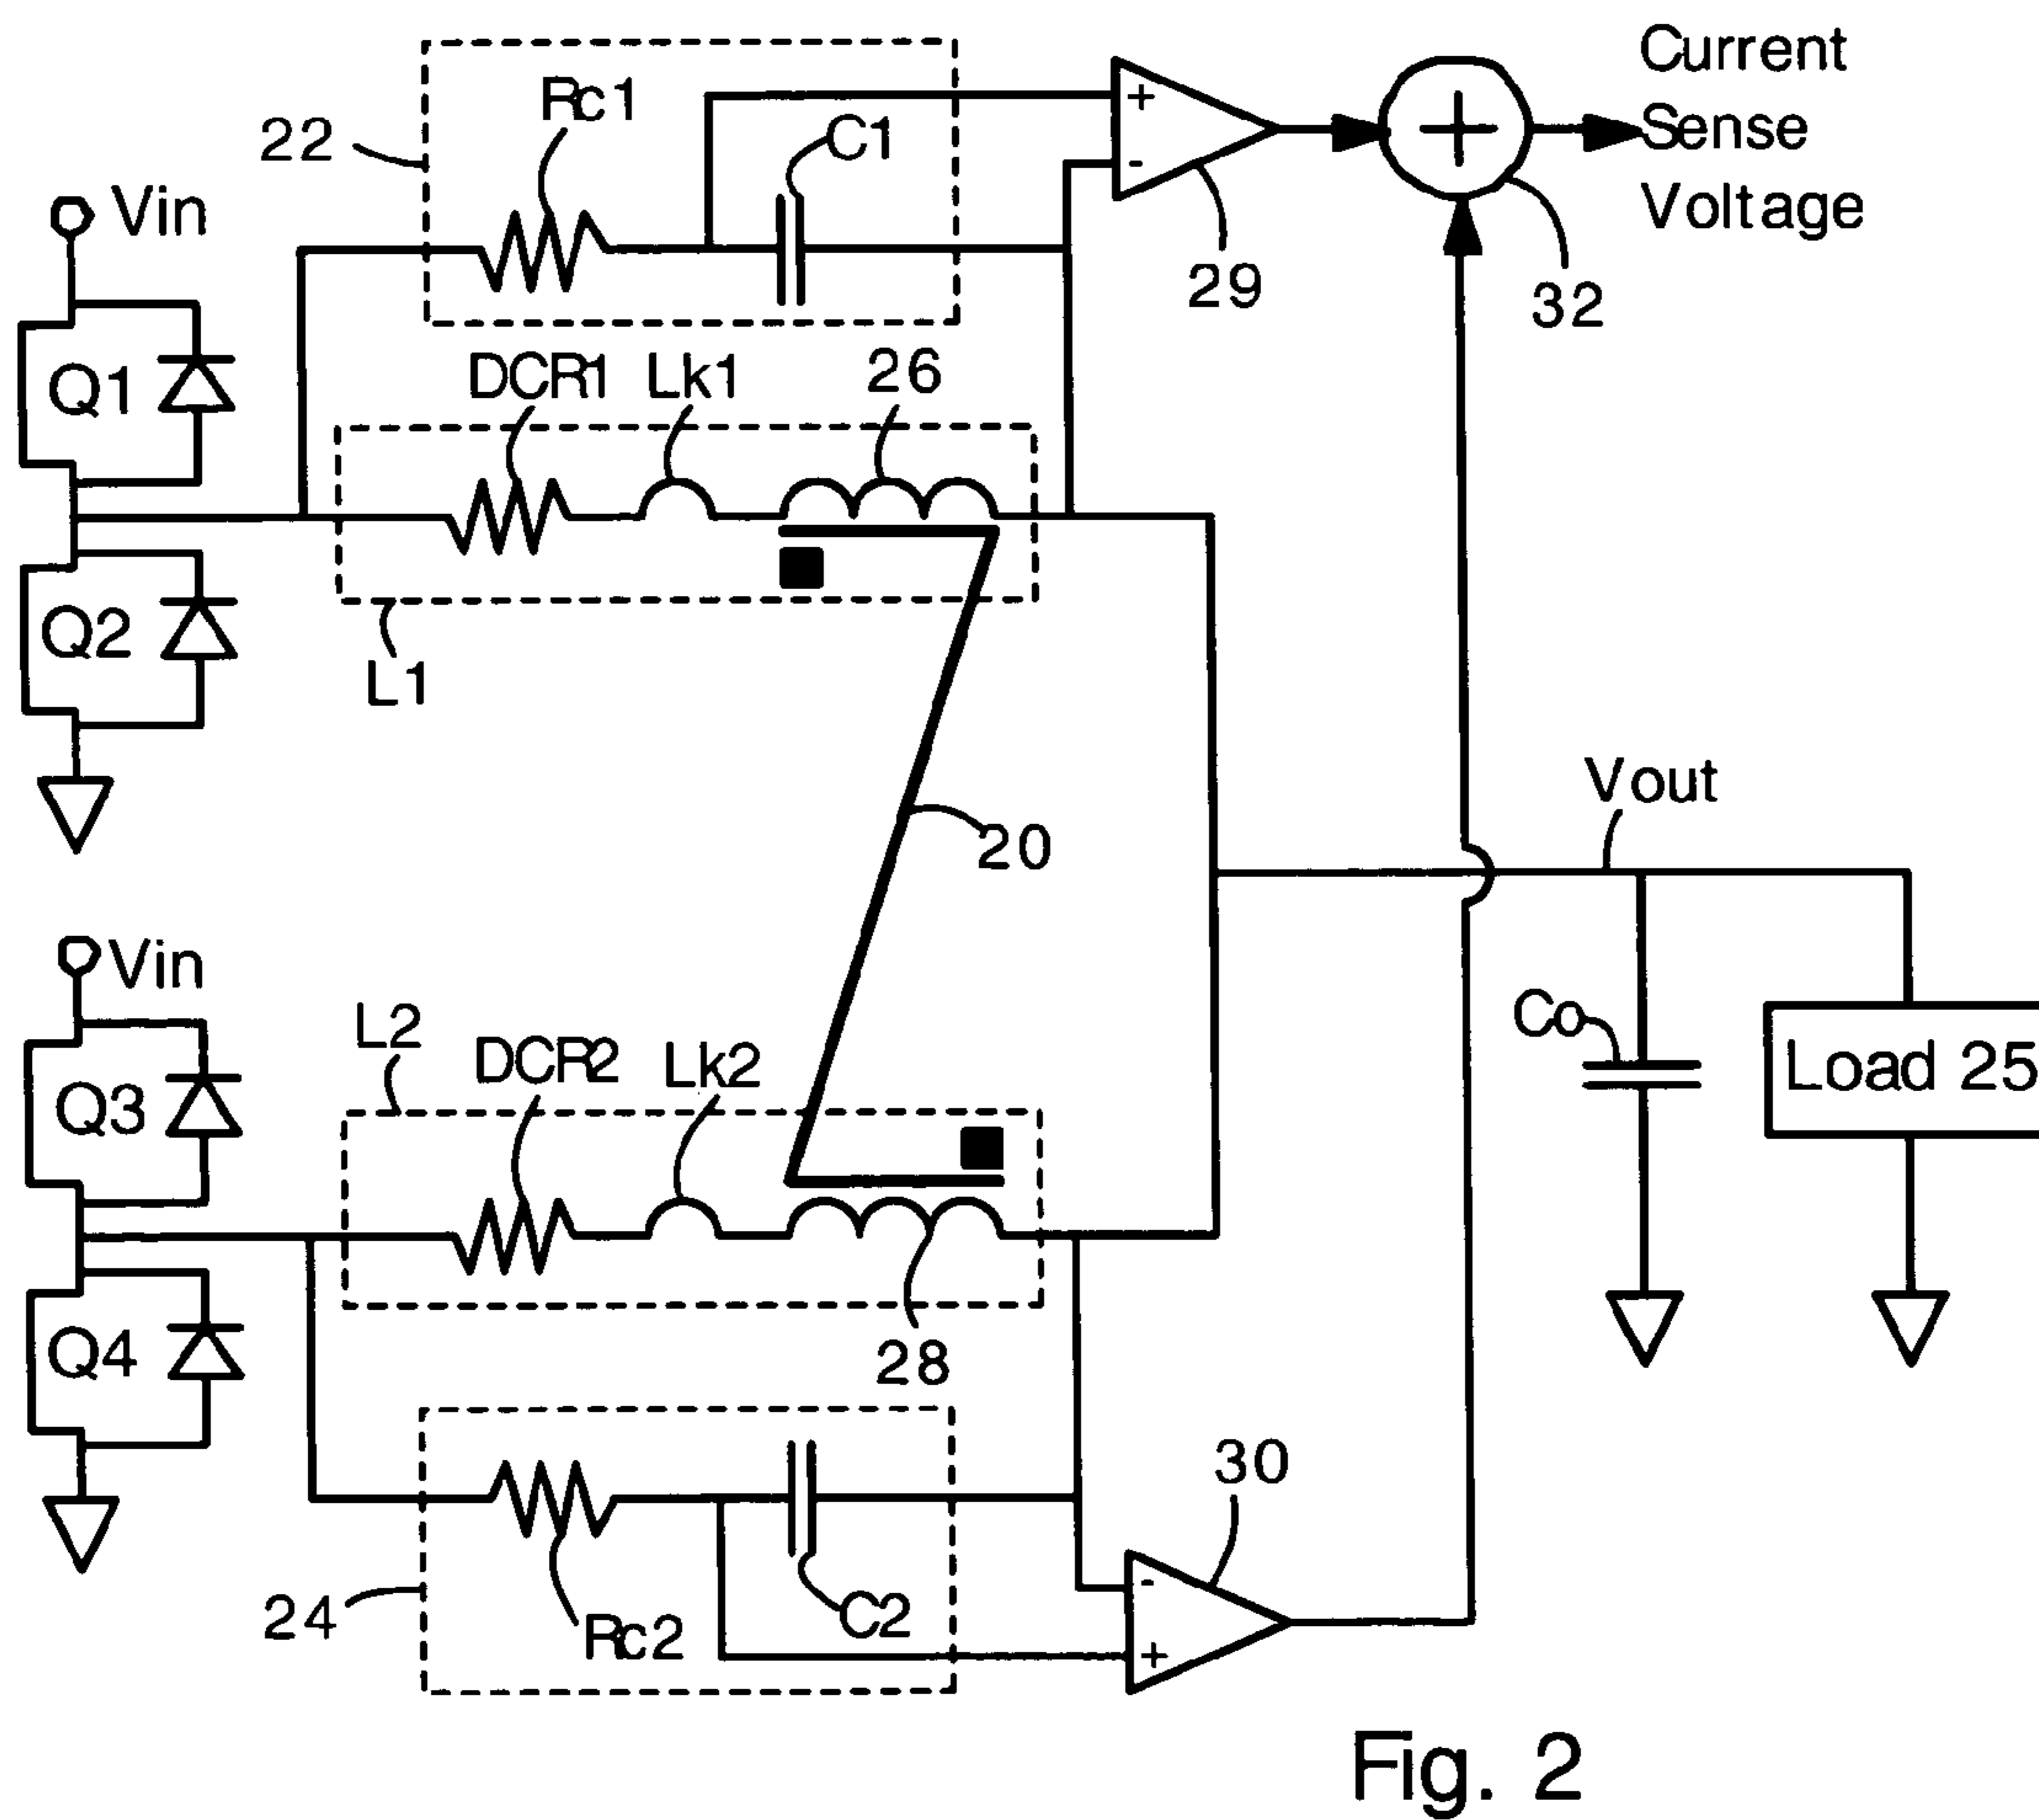 Current
Sense
Voltage
Rc1
C1
22
+
-
+
29
32
Vin
Q1
DCR1
Lk1
26
Q2
L1
20
Vout
Vin
L2
DCR2
Lk2
Co
Load 25
Q3
Q4
28
30
24
Rc2
C2
-
+
Fig. 2